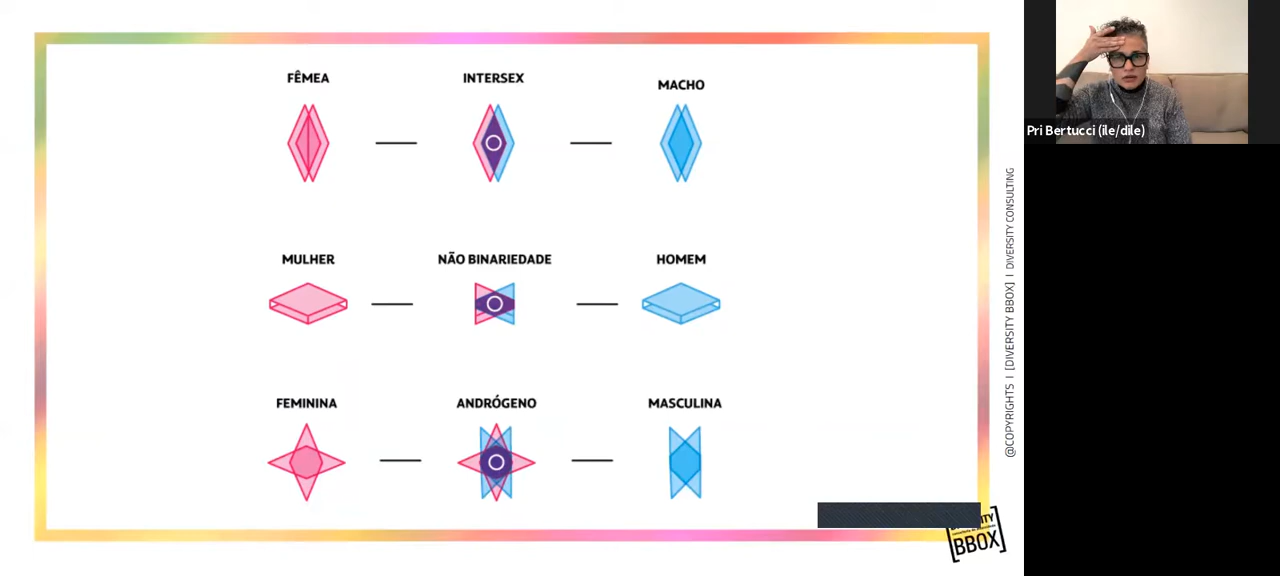 FÊMEA
INTERSEX
MACHO
MULHER
NÃO BINARIEDADE
HOMEM
FEMININA
ANDRÓGENO
MASCULINA
@COPYRIGHTS I [DIVERSITY BBOX] I DIVERSITY CONSULTING
BBOX
Pri Bertucci (ile/dile)